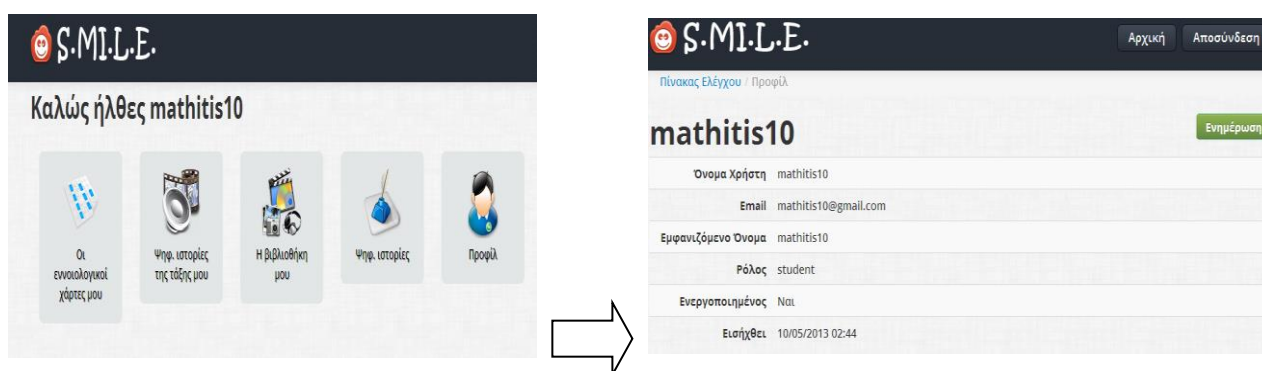 S.MI.L.E.
Καλώς ήλθες mathitis10
Οι
εννοιολογικοί
χάρτες μου
Ψηφ. ιστορίες
της τάξης μου
Η βιβλιοθήκη
μου
Ψηφ. ιστορίες
Προφίλ
S.MI.L.E.
Αρχική Αποσύνδεση
Πίνακας Ελέγχου / Προφίλ
mathitis10
Ενημέρωση
Όνομα Χρήστη mathitis10
Email mathitis10@gmail.com
Εμφανιζόμενο Όνομα mathitis10
Ρόλος student
Ενεργοποιημένος Ναι
Εισήχθει 10/05/2013 02:44